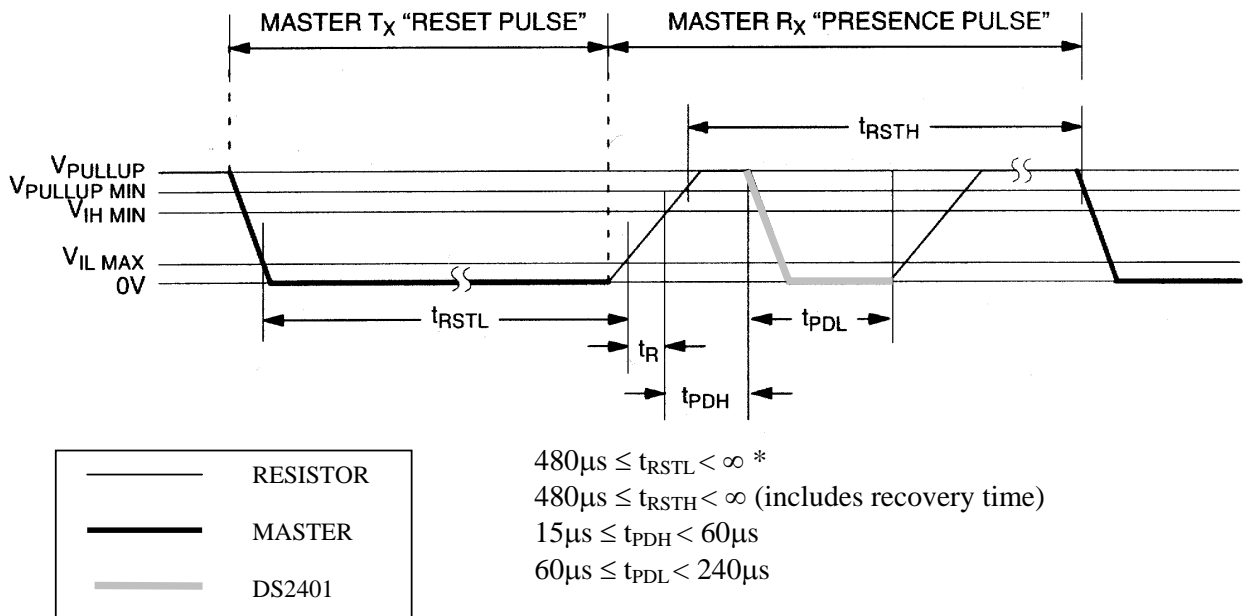 MASTER TX “RESET PULSE”
MASTER RX “PRESENCE PULSE”
tRSTH
VPULLUP
VPULLUP MIN
VIH MIN
VIL MAX
0V
tRSTL
tPDL
tR
tPDH
RESISTOR
MASTER
DS2401
480μs ≤ tRSTL < ∞ *
480μs ≤ tRSTH < ∞ (includes recovery time)
15μs ≤ tPDH < 60μs
60μs ≤ tPDL < 240μs